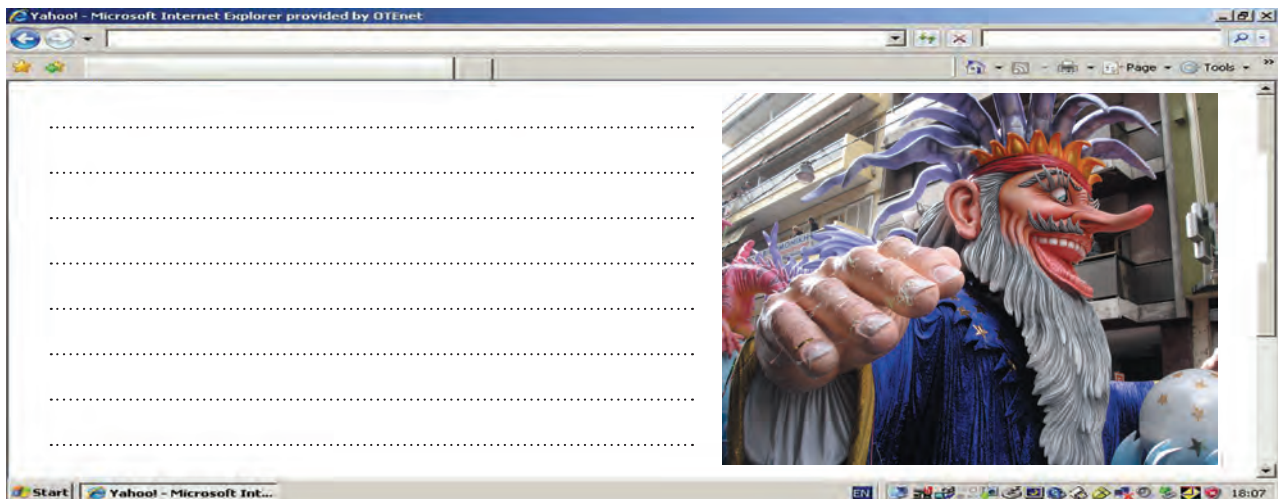 Yahoo! - Microsoft Internet Explorer provided by OTEnet
Page
Tools
Start
Yahoo! - Microsoft Int...
EN
18:07